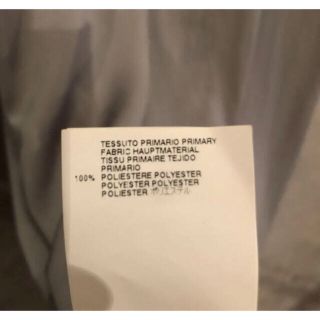 TESSUTO PRIMARIO PRIMARY
FABRIC HAUPTMATERIAL
TISSU PRIMAIRE TEJIDO
PRIMARIO
100% POLIESTERE POLYESTER
POLYESTER POLYESTER
POLIESTER ポリエステル